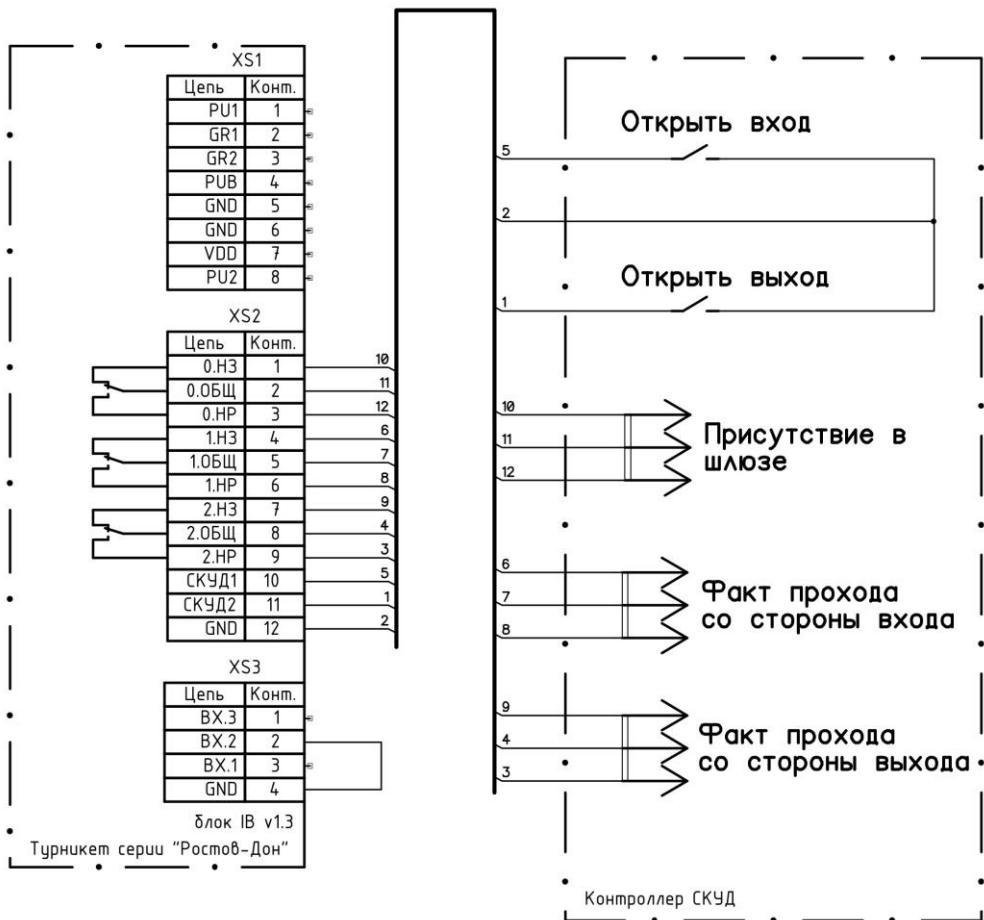 XS1
Цепь Конт.
PU1 1
GR1 2
GR2 3
PUB 4
GND 5
GND 6
VDD 7
PU2 8
XS2
Цепь Конт.
0.НЗ 1 10
0.ОБЩ 2 11
0.НР 3 12
1.НЗ 4 6
1.ОБЩ 5 7
1.НР 6 8
2.НЗ 7 9
2.ОБЩ 8 4
2.НР 9 3
СКУД1 10 5
СКУД2 11 1
GND 12 2
XS3
Цепь Конт.
ВХ.3 1
ВХ.2 2
ВХ.1 3
GND 4
блок IB v1.3
Турникет серии "Ростов-Дон"
Открыть вход
5
2
Открыть выход
1
10
11
12
Присутствие в
шлюзе
6
7
8
Факт прохода
со стороны входа
9
4
3
Факт прохода
со стороны выхода
Контроллер СКУД